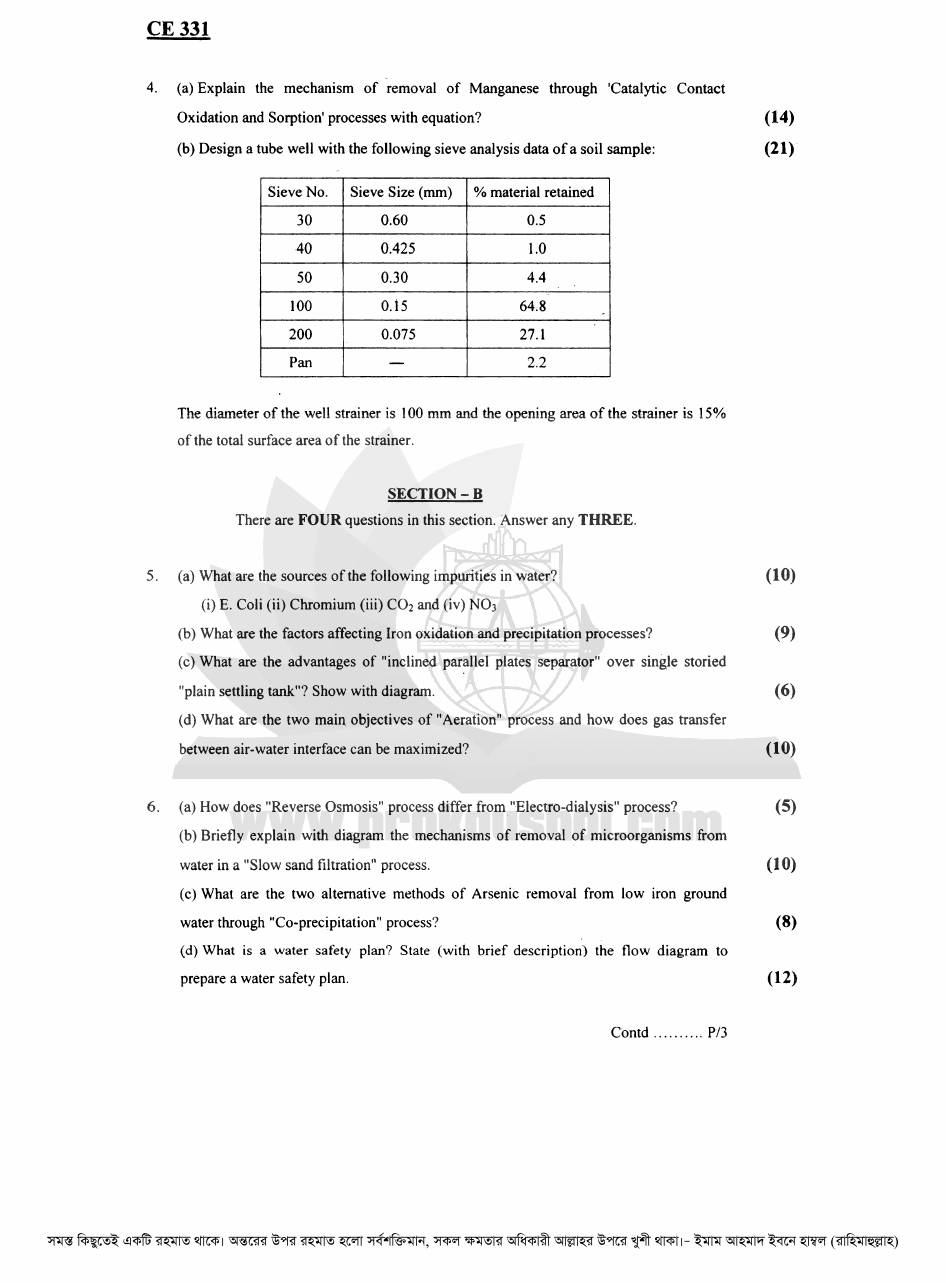 CE 331
4. (a) Explain the mechanism of removal of Manganese through 'Catalytic Contact
Oxidation and Sorption' processes with equation? (14)
(b) Design a tube well with the following sieve analysis data of a soil sample: (21)
Sieve No. Sieve Size (mm) % material retained
30 0.60 0.5
40 0.425 1.0
50 0.30 4.4
100 0.15 64.8
200 0.075 27.1
Pan — 2.2
The diameter of the well strainer is 100 mm and the opening area of the strainer is 15%
of the total surface area of the strainer.
SECTION – B
There are FOUR questions in this section. Answer any THREE.
5. (a) What are the sources of the following impurities in water? (10)
(i) E. Coli (ii) Chromium (iii) CO2 and (iv) NO3
(b) What are the factors affecting Iron oxidation and precipitation processes? (9)
(c) What are the advantages of "inclined parallel plates separator" over single storied
"plain settling tank"? Show with diagram. (6)
(d) What are the two main objectives of "Aeration" process and how does gas transfer
between air-water interface can be maximized? (10)
6. (a) How does "Reverse Osmosis" process differ from "Electro-dialysis" process? (5)
www.prokousholi.com
(b) Briefly explain with diagram the mechanisms of removal of microorganisms from
water in a "Slow sand filtration" process. (10)
(c) What are the two alternative methods of Arsenic removal from low iron ground
water through "Co-precipitation" process? (8)
(d) What is a water safety plan? State (with brief description) the flow diagram to
prepare a water safety plan. (12)
Contd .......... P/3
সমস্ত কিছুতেই একটি রহমাত থাকে। অন্তরের উপর রহমাত হলো সর্বশক্তিমান, সকল ক্ষমতার অধিকারী আল্লাহর উপরে খুশী থাকা।- ইমাম আহমাদ ইবনে হাম্বল (রাহিমাহুল্লাহ)